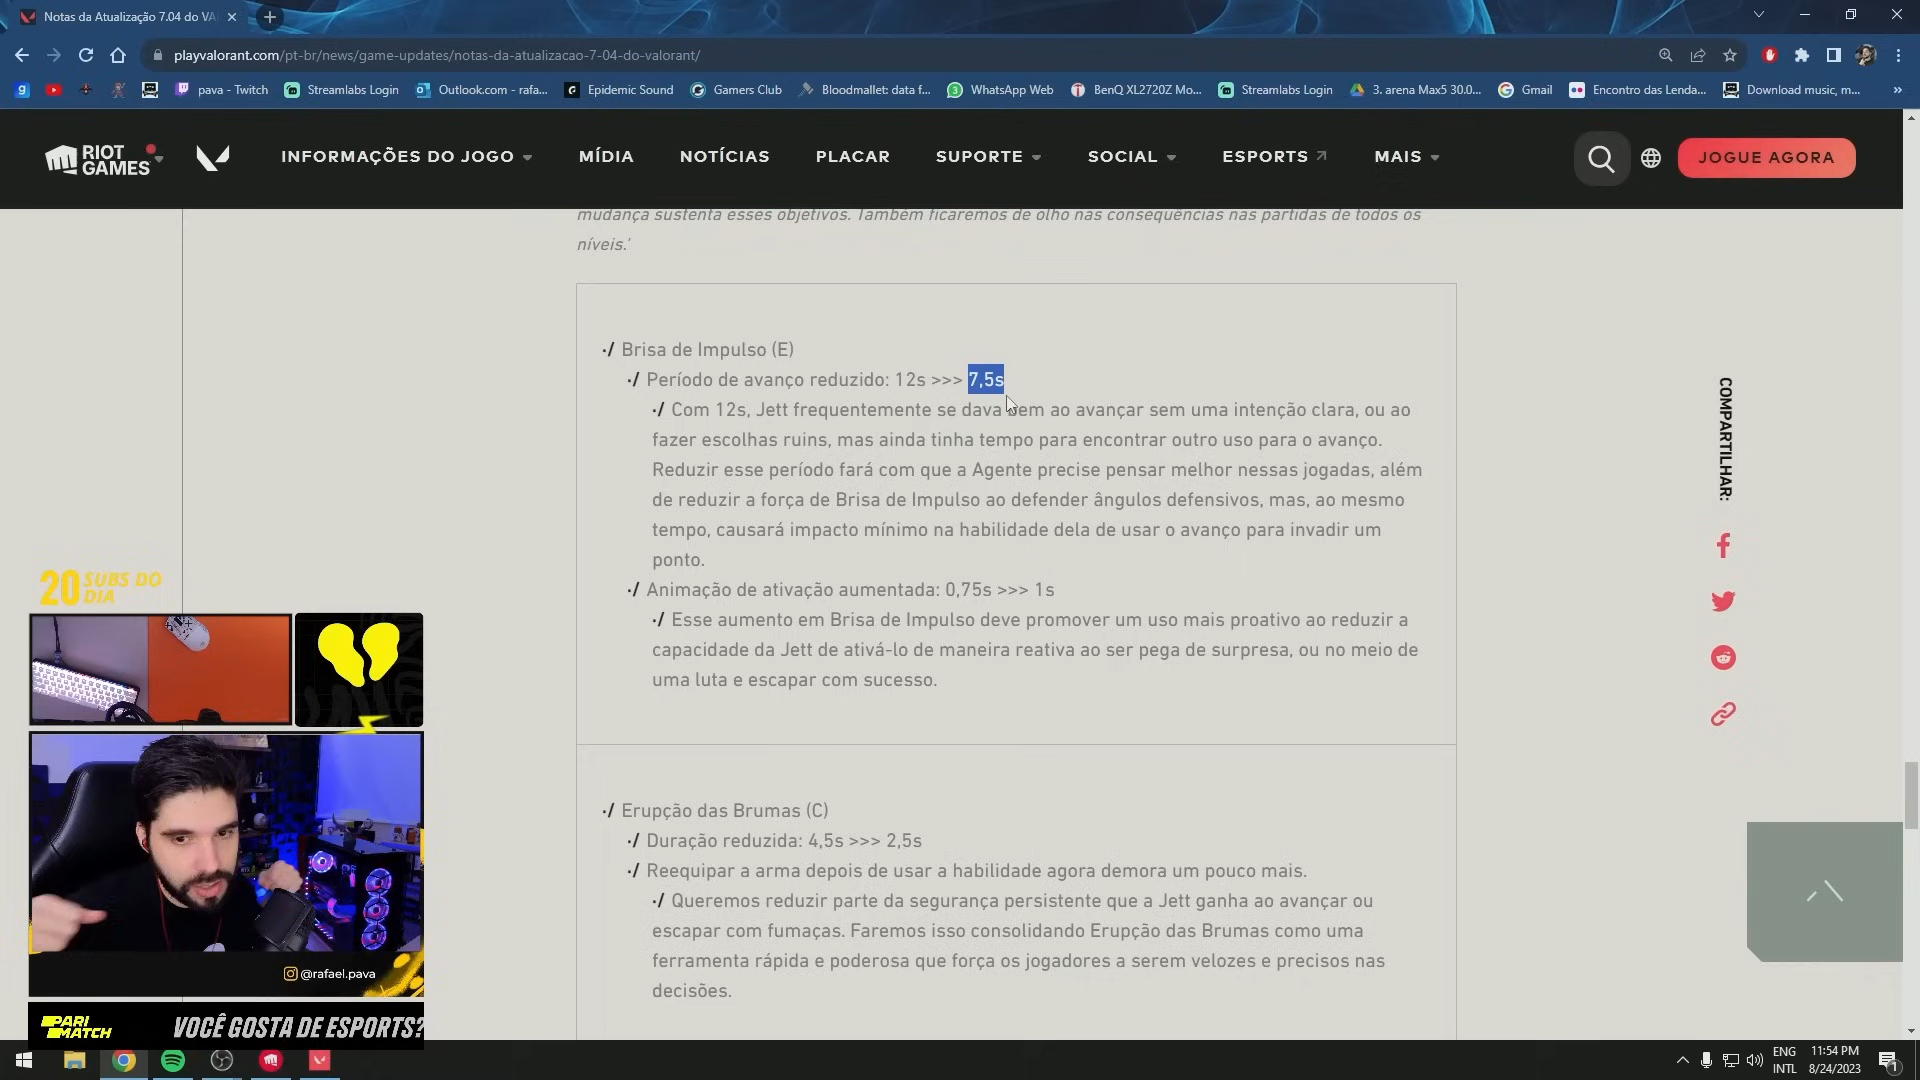 Notas da Atualização 7.04 do VA
playvalorant.com/pt-br/news/game-updates/notas-da-atualizacao-7-04-do-valorant/
pava - Twitch
Streamlabs Login
Outlook.com - rafa...
Epidemic Sound
Gamers Club
Bloodmallet: data f...
WhatsApp Web
BenQ XL2720Z Mo...
Streamlabs Login
3. arena Max5 30.0...
Gmail
Encontro das Lenda...
Download music, m...
»
RIOT GAMES
INFORMAÇÕES DO JOGO
MÍDIA
NOTÍCIAS
PLACAR
SUPORTE
SOCIAL
ESPORTS
MAIS
JOGUE AGORA
mudança sustenta esses objetivos. Também ficaremos de olho nas consequências nas partidas de todos os
níveis.'
·/ Brisa de Impulso (E)
·/ Período de avanço reduzido: 12s >>> 7,5s
·/ Com 12s, Jett frequentemente se dava bem ao avançar sem uma intenção clara, ou ao
fazer escolhas ruins, mas ainda tinha tempo para encontrar outro uso para o avanço.
Reduzir esse período fará com que a Agente precise pensar melhor nessas jogadas, além
de reduzir a força de Brisa de Impulso ao defender ângulos defensivos, mas, ao mesmo
tempo, causará impacto mínimo na habilidade dela de usar o avanço para invadir um
ponto.
·/ Animação de ativação aumentada: 0,75s >>> 1s
·/ Esse aumento em Brisa de Impulso deve promover um uso mais proativo ao reduzir a
capacidade da Jett de ativá-lo de maneira reativa ao ser pega de surpresa, ou no meio de
uma luta e escapar com sucesso.
·/ Erupção das Brumas (C)
·/ Duração reduzida: 4,5s >>> 2,5s
·/ Reequipar a arma depois de usar a habilidade agora demora um pouco mais.
·/ Queremos reduzir parte da segurança persistente que a Jett ganha ao avançar ou
escapar com fumaças. Faremos isso consolidando Erupção das Brumas como uma
ferramenta rápida e poderosa que força os jogadores a serem velozes e precisos nas
decisões.
COMPARTILHAR:
20 SUBS DO DIA
@rafael.pava
PARI MATCH
VOCÊ GOSTA DE ESPORTS?
ENG
INTL
11:54 PM
8/24/2023
1